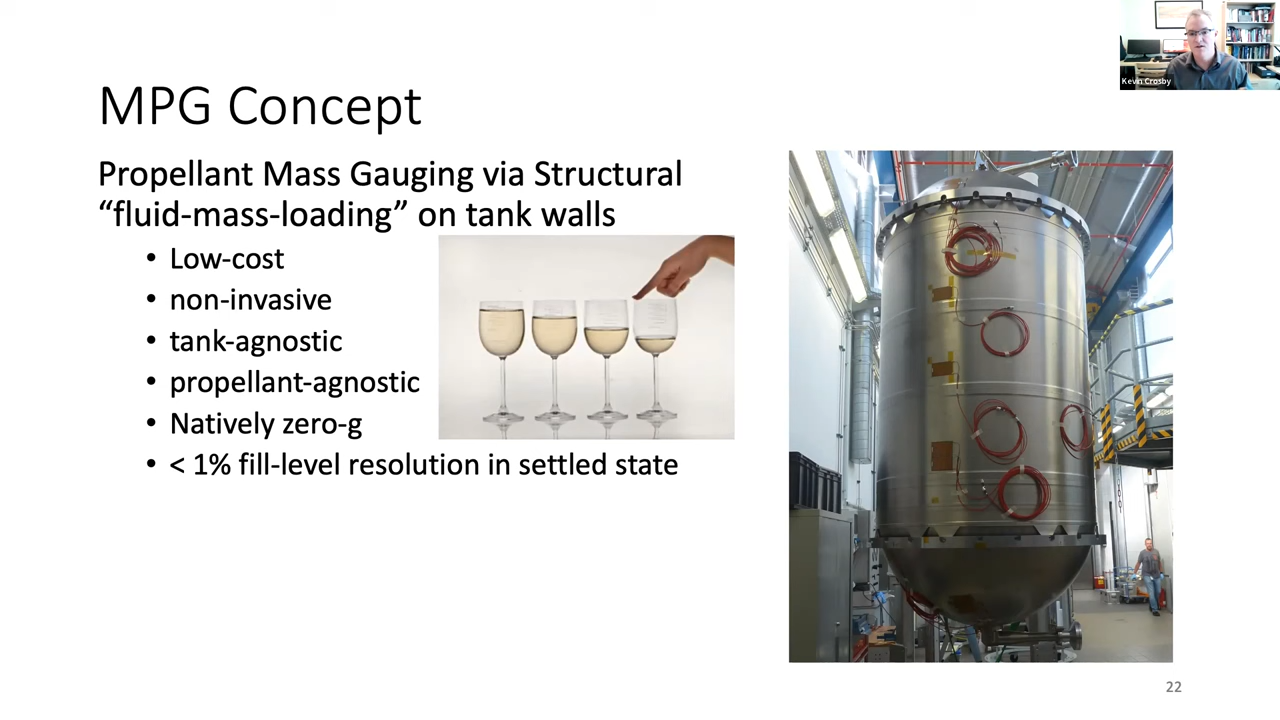 Kevin Crosby
MPG Concept
Propellant Mass Gauging via Structural
“fluid-mass-loading” on tank walls
• Low-cost
• non-invasive
• tank-agnostic
• propellant-agnostic
• Natively zero-g
• < 1% fill-level resolution in settled state
22